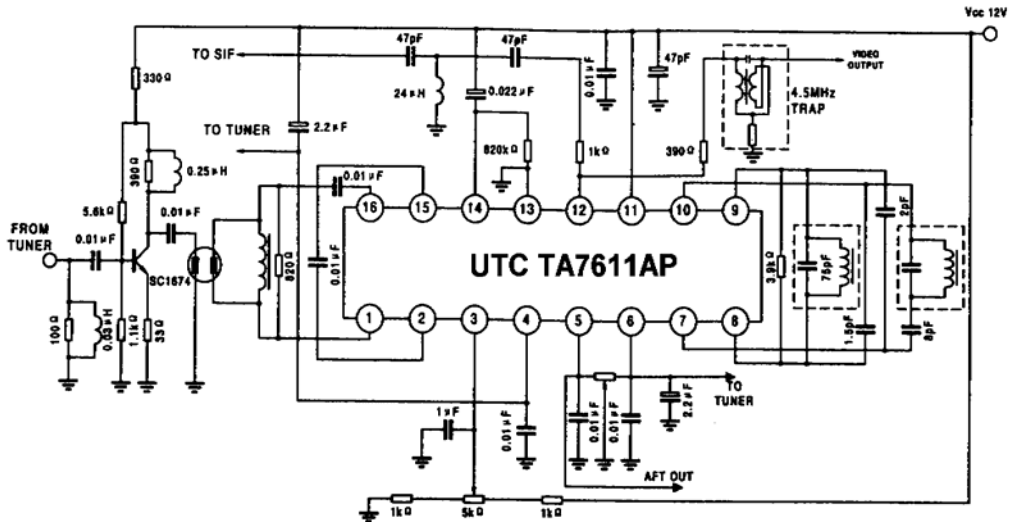 Vcc 12V
TO SIF
47pF
47pF
24μH
0.022μF
0.01μF
47pF
VIDEO
OUTPUT
4.5MHz
TRAP
330Ω
TO TUNER
2.2μF
820kΩ
1kΩ
390Ω
390Ω
0.25μH
0.01μF
5.6kΩ
0.01μF
FROM
TUNER
0.01μF
SC1674
820Ω
0.01μF
16
15
14
13
12
11
10
9
UTC TA7611AP
1
2
3
4
5
6
7
8
3.9kΩ
75pF
2pF
1.5pF
8pF
100Ω
0.03μH
1.1kΩ
33Ω
TO
TUNER
1μF
0.01μF
0.01μF
0.01μF
2.2μF
AFT OUT
1kΩ
5kΩ
1kΩ